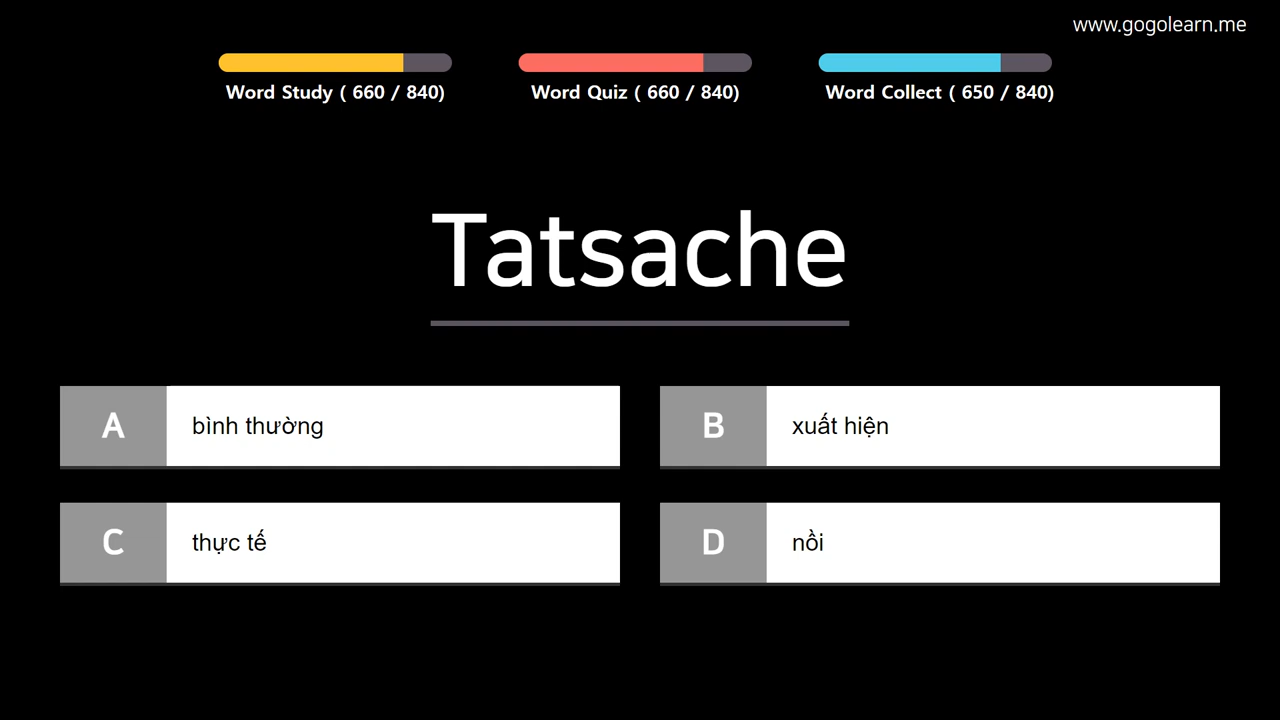 www.gogolearn.me
Word Study ( 660 / 840)
Word Quiz ( 660 / 840)
Word Collect ( 650 / 840)
Tatsache
A
bình thường
B
xuất hiện
C
thực tế
D
nồi